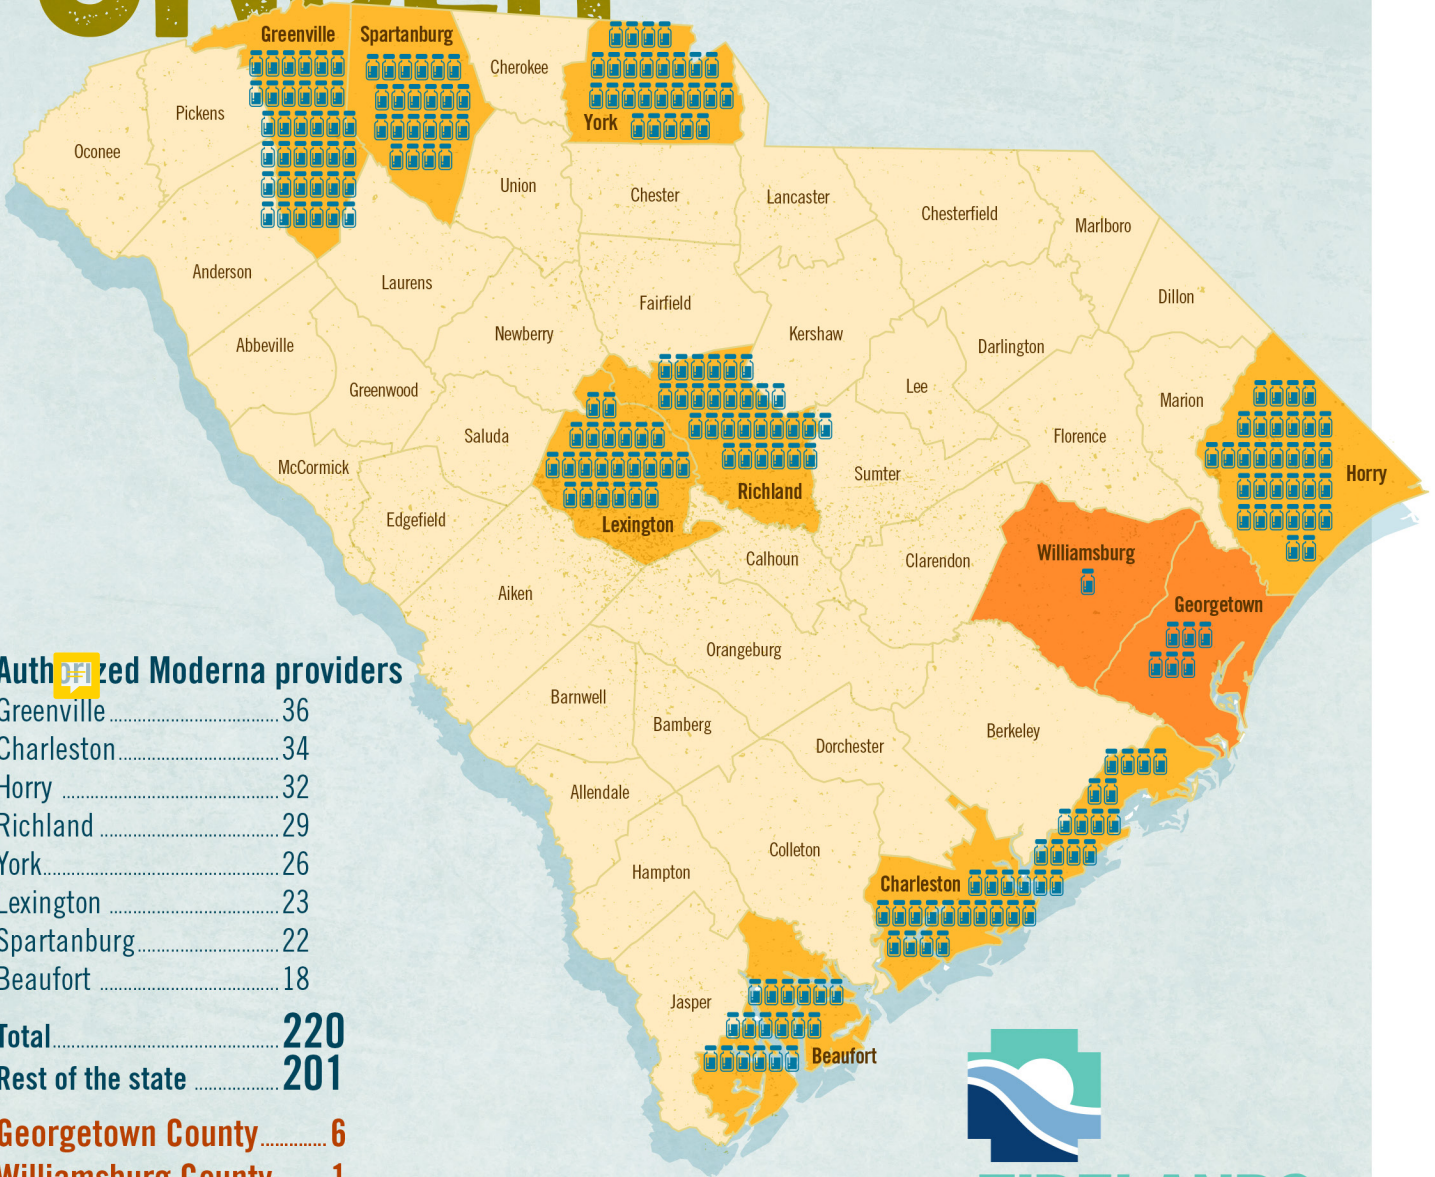 Greenville
Spartanburg
Cherokee
York
Pickens
Oconee
Union
Chester
Lancaster
Chesterfield
Marlboro
Anderson
Laurens
Fairfield
Dillon
Abbeville
Newberry
Kershaw
Darlington
Greenwood
Lee
Marion
Saluda
Florence
McCormick
Richland
Sumter
Horry
Edgefield
Lexington
Calhoun
Clarendon
Williamsburg
Aiken
Georgetown
Orangeburg
Barnwell
Bamberg
Dorchester
Berkeley
Allendale
Colleton
Hampton
Charleston
Jasper
Beaufort
Moderna providers
Greenville 36
Charleston 34
Horry 32
Richland 29
York 26
Lexington 23
Spartanburg 22
Beaufort 18
Total 220
Rest of the state 201
Georgetown County 6
Williamsburg County 1